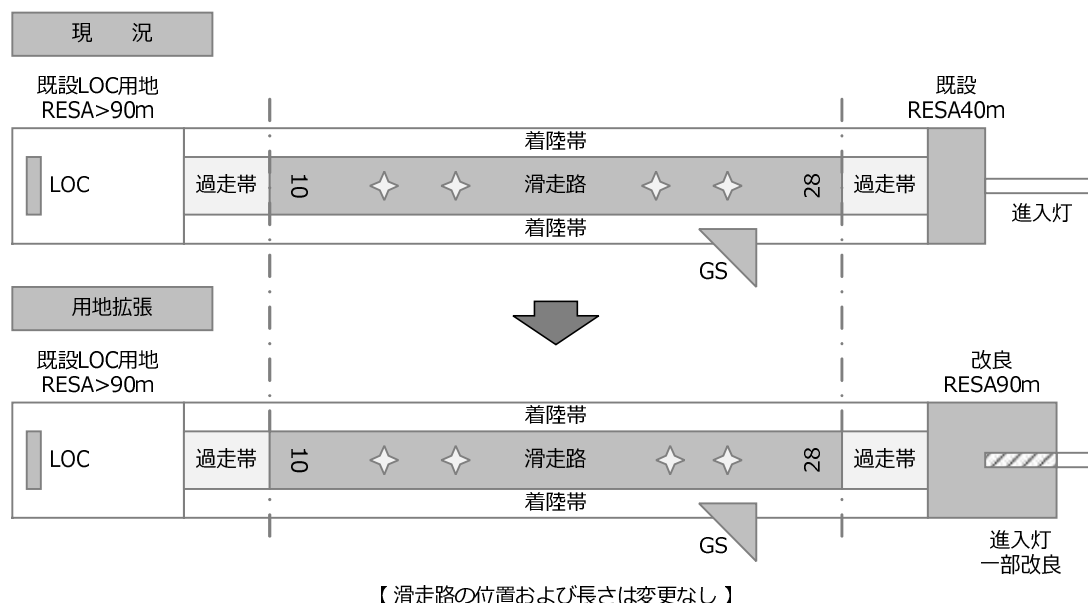 現　　況
既設LOC用地
RESA>90m
既設
RESA40m
着陸帯
LOC
過走帯
10
滑走路
28
過走帯
進入灯
着陸帯
GS
用地拡張
既設LOC用地
RESA>90m
改良
RESA90m
着陸帯
LOC
過走帯
10
滑走路
28
過走帯
着陸帯
GS
進入灯
一部改良
【 滑走路の位置および長さは変更なし 】